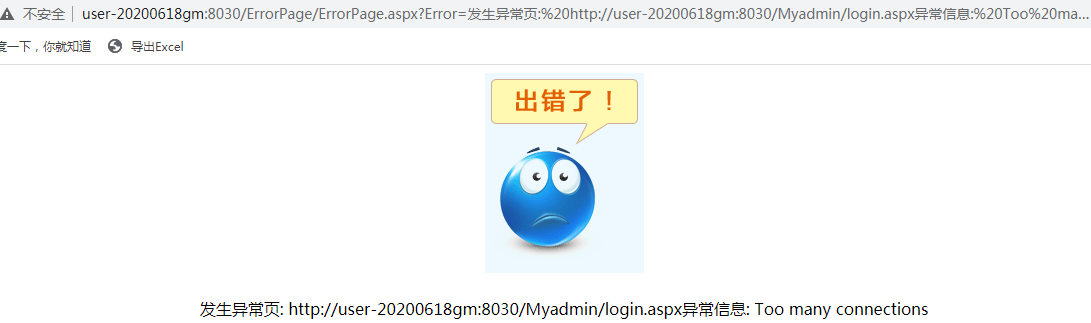 不安全 user-20200618gm:8030/ErrorPage/ErrorPage.aspx?Error=发生异常页:%20http://user-20200618gm:8030/Myadmin/login.aspx异常信息:%20Too%20ma...
度一下，你就知道 导出Excel
出错了！
发生异常页: http://user-20200618gm:8030/Myadmin/login.aspx异常信息: Too many connections